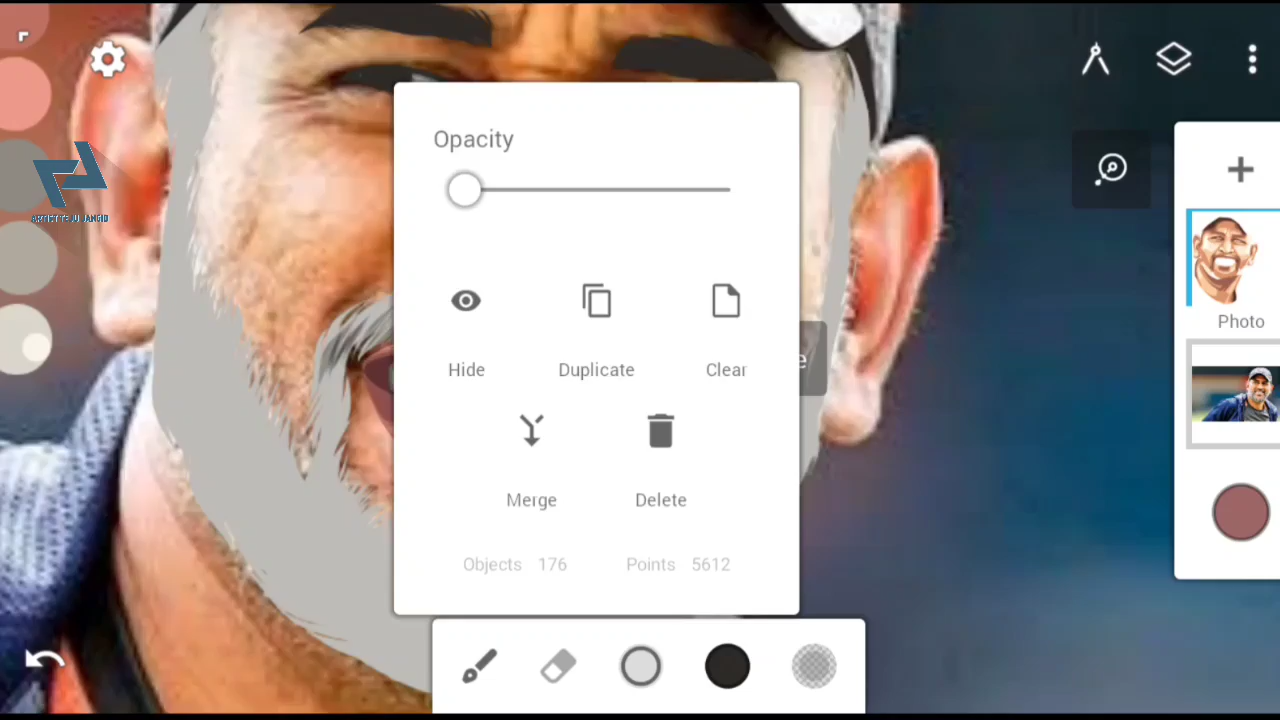 Opacity
Hide
Duplicate
Clear
Merge
Delete
Objects 176
Points 5612
Photo